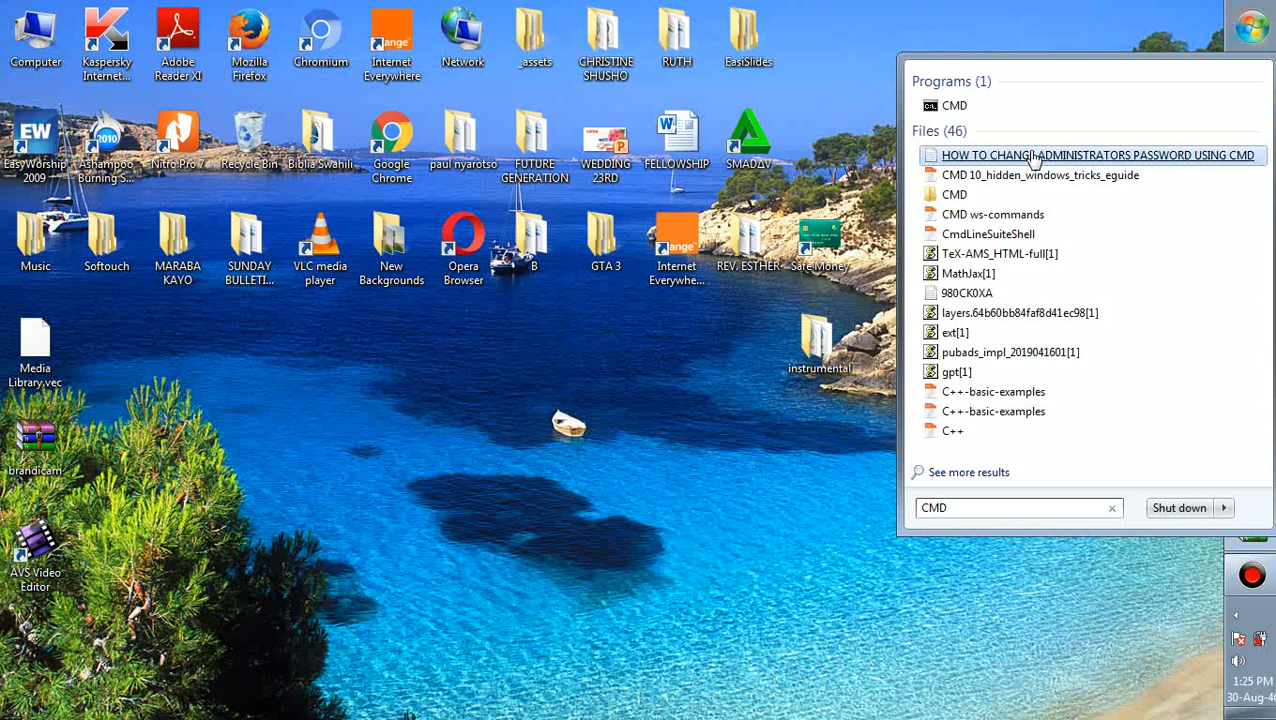 Computer
Kaspersky
Internet...
Adobe
Reader XI
Mozilla
Firefox
Chromium
Internet
Everywhere
Network
_assets
CHRISTINE
SHUSHO
RUTH
EasiSlides
EasyWorship
2009
Ashampoo
Burning S...
Nitro Pro 7
Recycle Bin
Biblia Swahili
Google
Chrome
paul nyarotso
FUTURE
GENERATION
WEDDING
23RD
FELLOWSHIP
SMADΔV
Music
Softouch
MARABA
KAYO
SUNDAY
BULLETI...
VLC media
player
New
Backgrounds
Opera
Browser
B
GTA 3
Internet
Everywhe...
REV. ESTHER
Safe Money
Media
Library.vec
instrumental
brandicam
AVS Video
Editor
Programs (1)
CMD
Files (46)
HOW TO CHANGE ADMINISTRATORS PASSWORD USING CMD
CMD 10_hidden_windows_tricks_eguide
CMD
CMD ws-commands
CmdLineSuiteShell
TeX-AMS_HTML-full[1]
MathJax[1]
980CK0XA
layers.64b60bb84faf8d41ec98[1]
ext[1]
pubads_impl_2019041601[1]
gpt[1]
C++-basic-examples
C++-basic-examples
C++
See more results
CMD
Shut down
1:25 PM
30-Aug-46